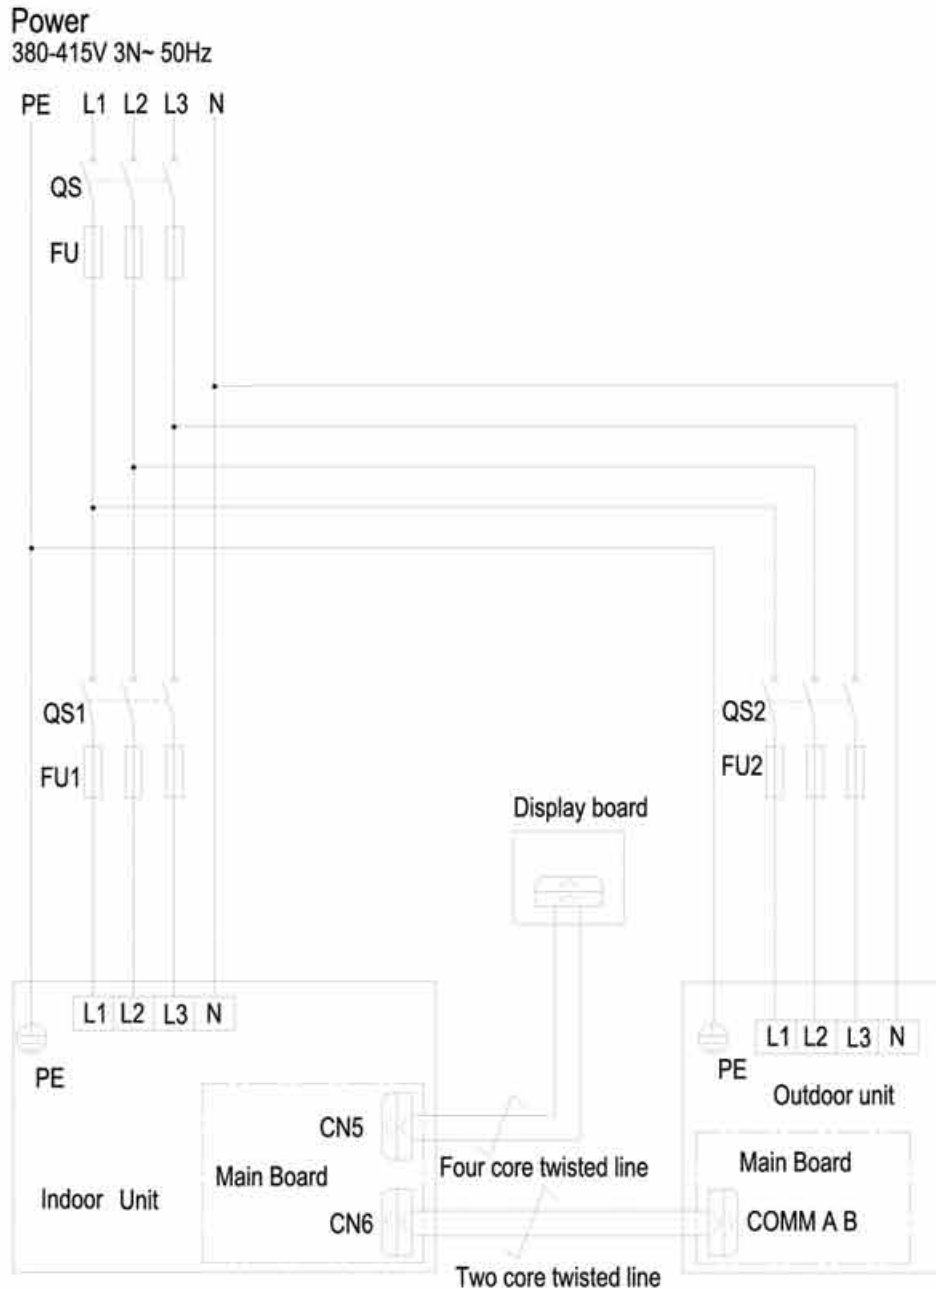 Power
380-415V 3N~ 50Hz
PE L1 L2 L3 N
QS
FU
QS1
QS2
FU1
FU2
Display board
L1 L2 L3 N
L1 L2 L3 N
PE
PE
Outdoor unit
CN5
Four core twisted line
Main Board
Main Board
Indoor Unit
CN6
COMM A B
Two core twisted line